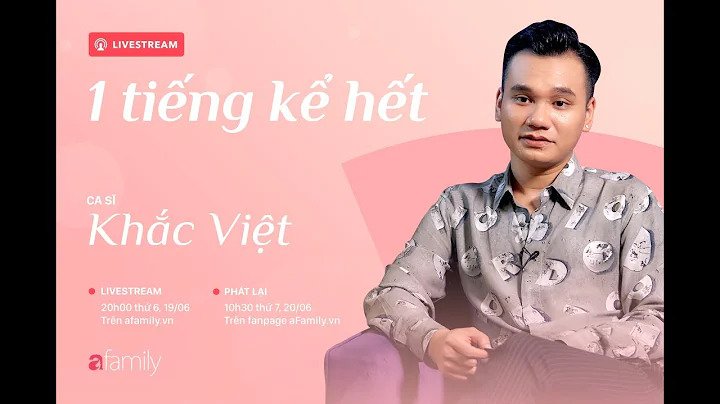 LIVESTREAM
1 tiếng kể hết
CA SĨ
Khắc Việt
LIVESTREAM
20h00 thứ 6, 19/06
Trên afamily.vn
PHÁT LẠI
10h30 thứ 7, 20/06
Trên fanpage aFamily.vn
afamily